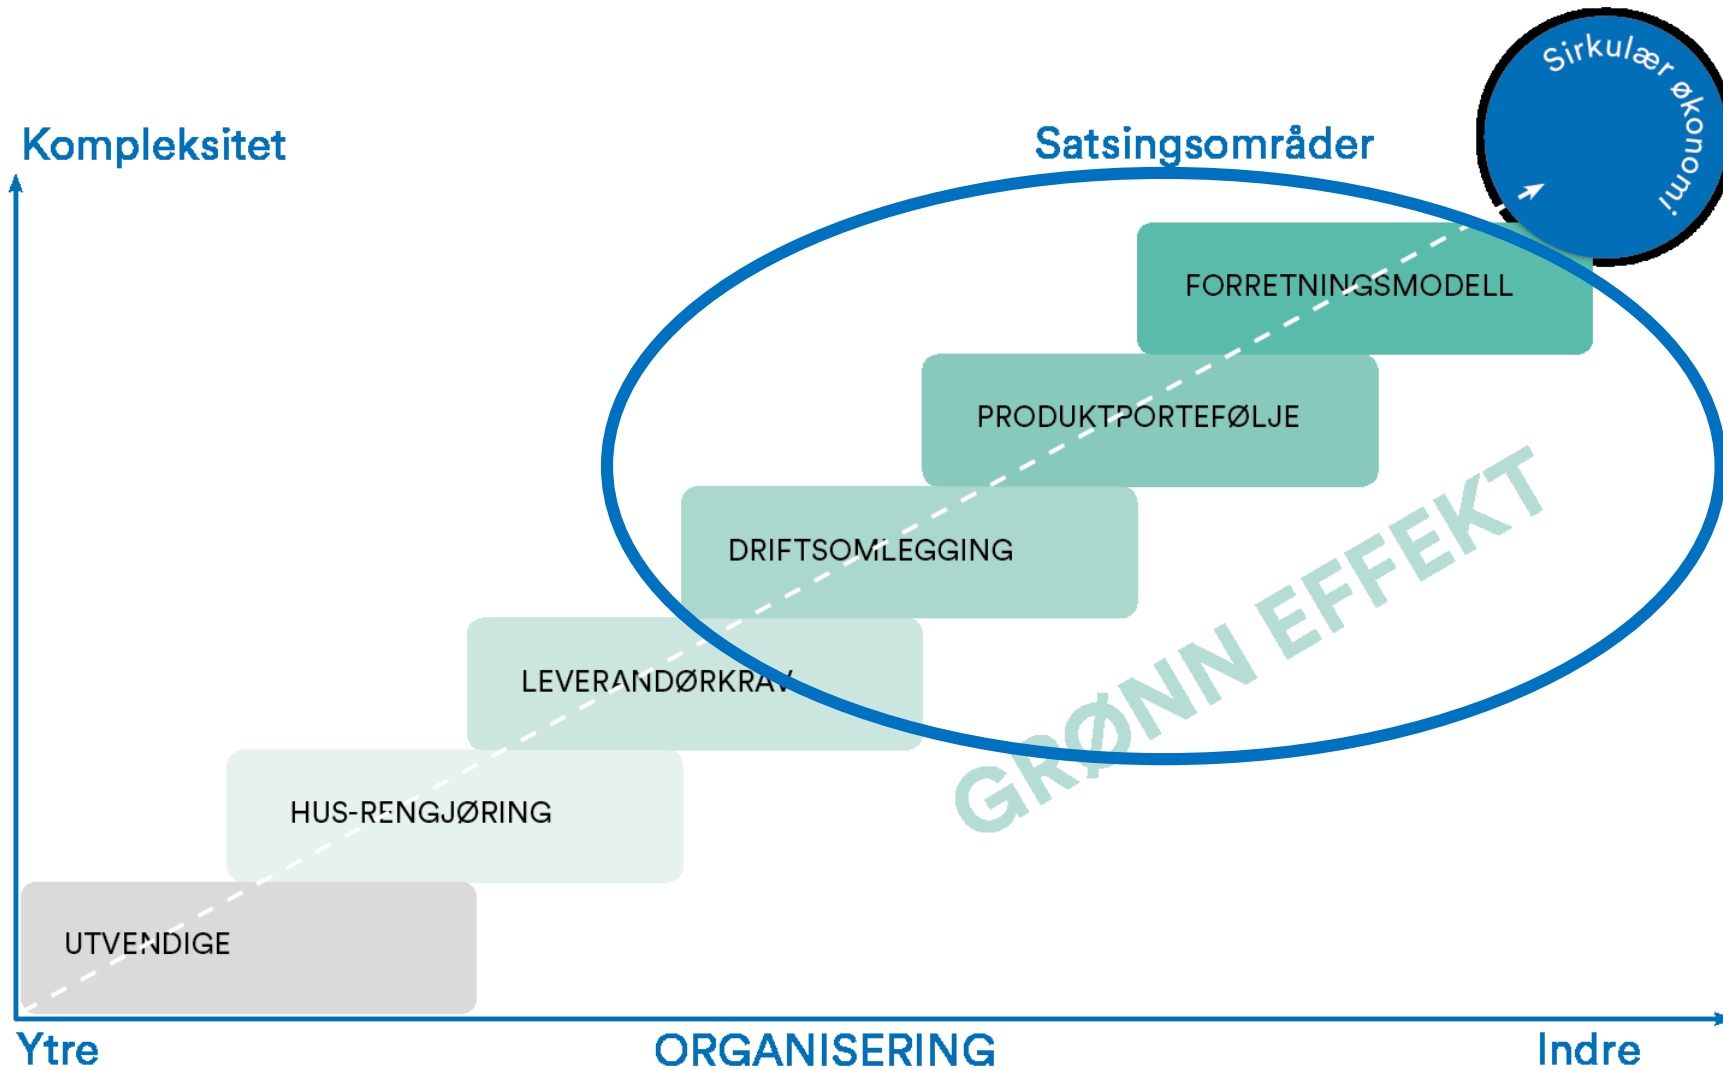 Sirkulær økonomi
Kompleksitet
Satsingsområder
FORRETNINGSMODELL
PRODUKTPORTEFØLJE
DRIFTSOMLEGGING
LEVERANDØRKRAV
HUS-RENGJØRING
UTVENDIGE
GRØNN EFFEKT
Ytre
ORGANISERING
Indre